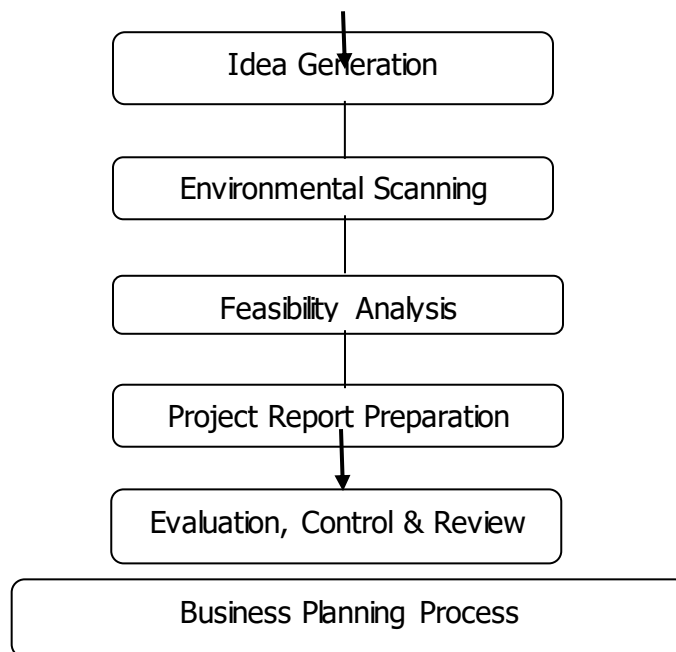 Idea Generation
Environmental Scanning
Feasibility Analysis
Project Report Preparation
Evaluation, Control & Review
Business Planning Process